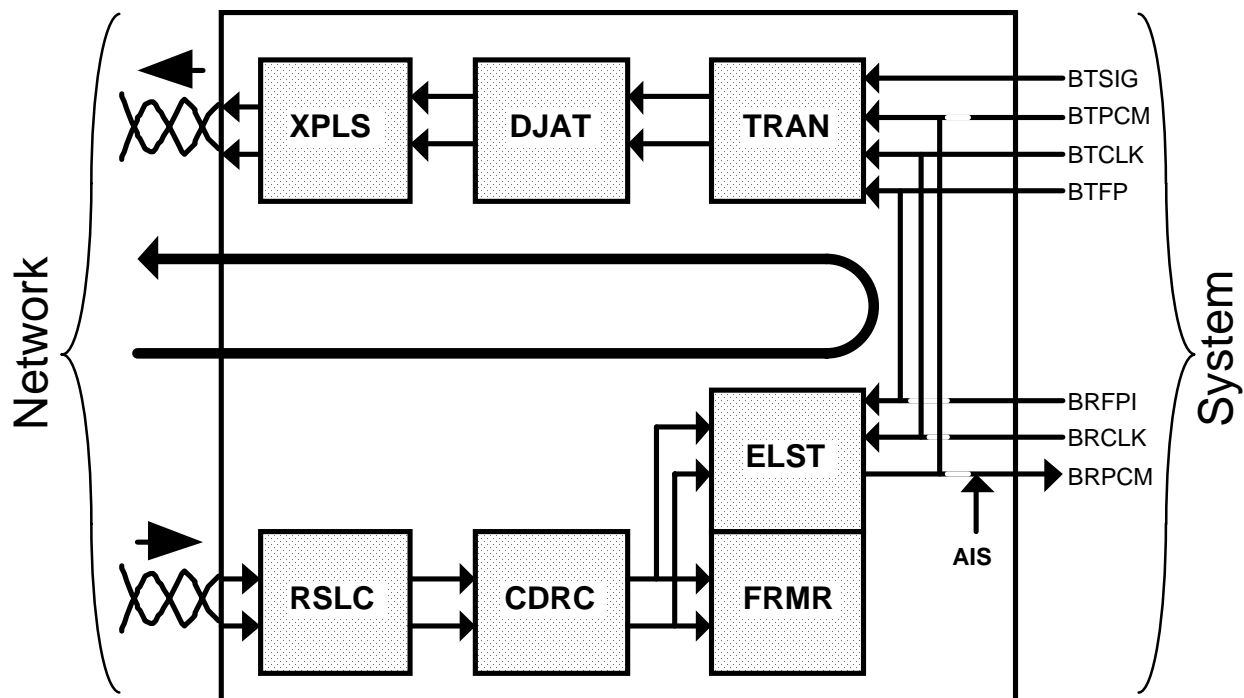 XPLS
DJAT
TRAN
BTSIG
BTPCM
BTCLK
BTFP
Network
System
ELST
BRFPI
BRCLK
BRPCM
AIS
RSLC
CDRC
FRMR